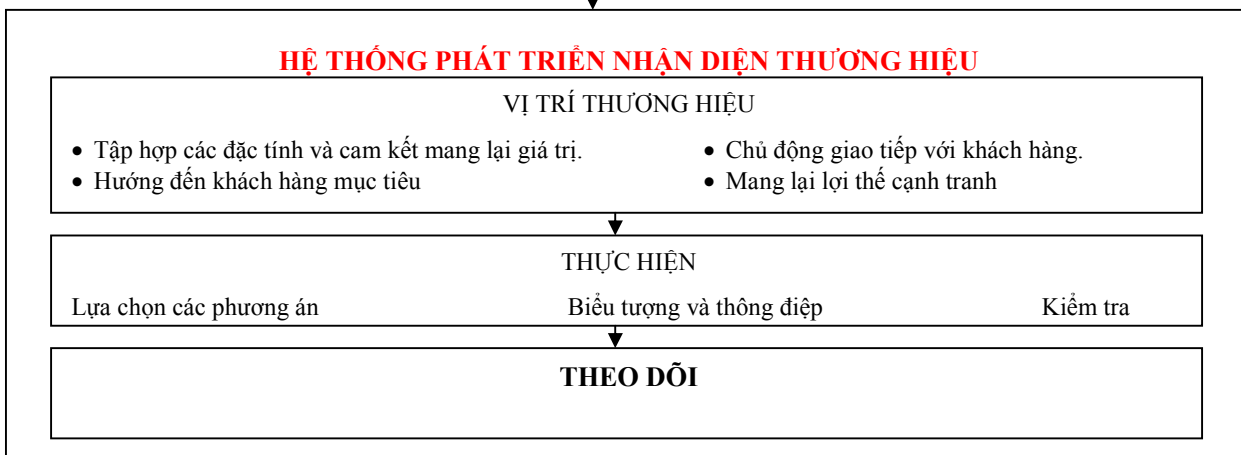 HỆ THỐNG PHÁT TRIỂN NHẬN DIỆN THƯƠNG HIỆU
VỊ TRÍ THƯƠNG HIỆU
• Tập hợp các đặc tính và cam kết mang lại giá trị.
• Hướng đến khách hàng mục tiêu
• Chủ động giao tiếp với khách hàng.
• Mang lại lợi thế cạnh tranh
THỰC HIỆN
Lựa chọn các phương án Biểu tượng và thông điệp Kiểm tra
THEO DÕI